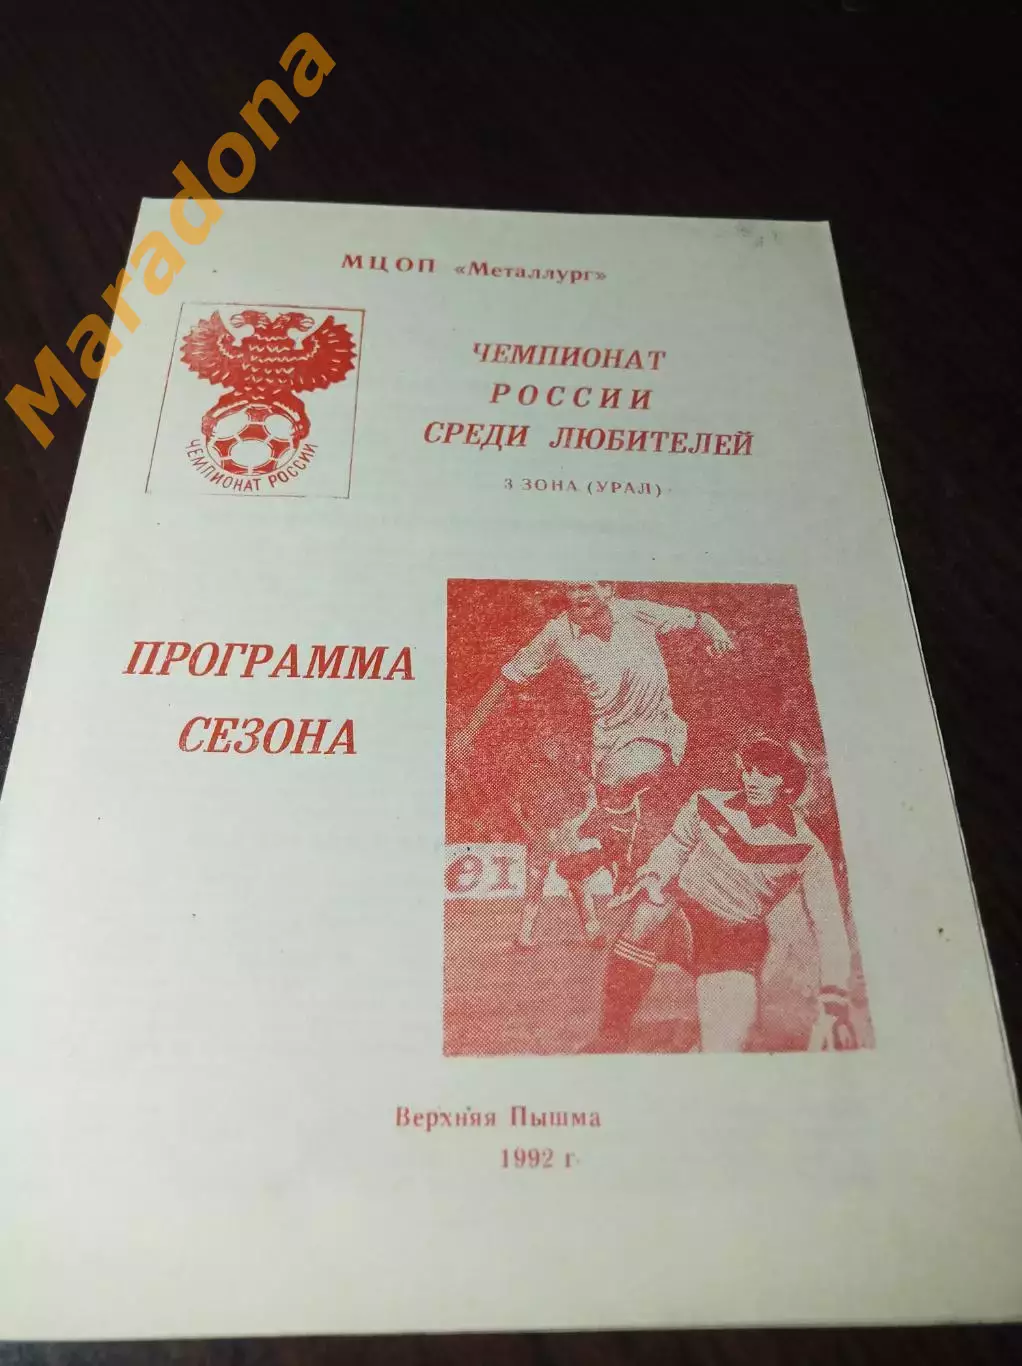 Maradona
МЦОП «Металлург»
ЧЕМПИОНАТ РОССИИ
ЧЕМПИОНАТ
РОССИИ
СРЕДИ ЛЮБИТЕЛЕЙ
3 ЗОНА (УРАЛ)
ПРОГРАММА
СЕЗОНА
Верхняя Пышма
1992 г.